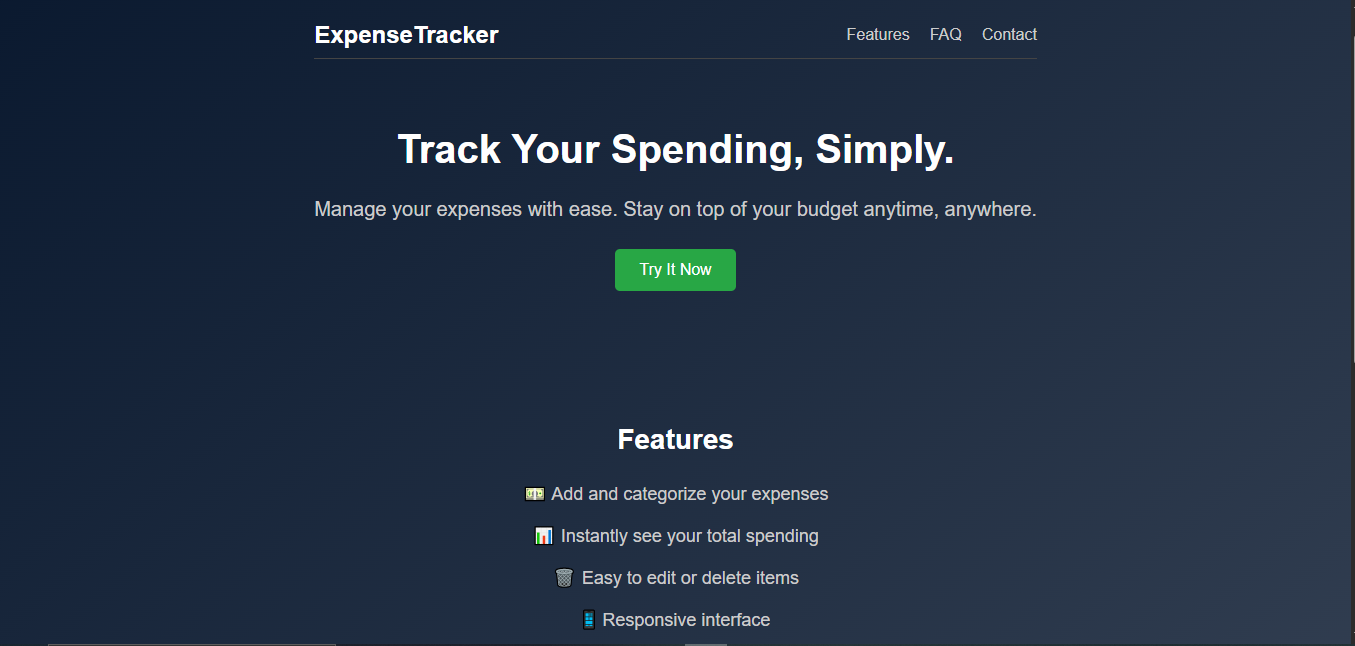 ExpenseTracker
Features FAQ Contact
Track Your Spending, Simply.
Manage your expenses with ease. Stay on top of your budget anytime, anywhere.
Try It Now
Features
💵 Add and categorize your expenses
📊 Instantly see your total spending
🗑️ Easy to edit or delete items
📱 Responsive interface